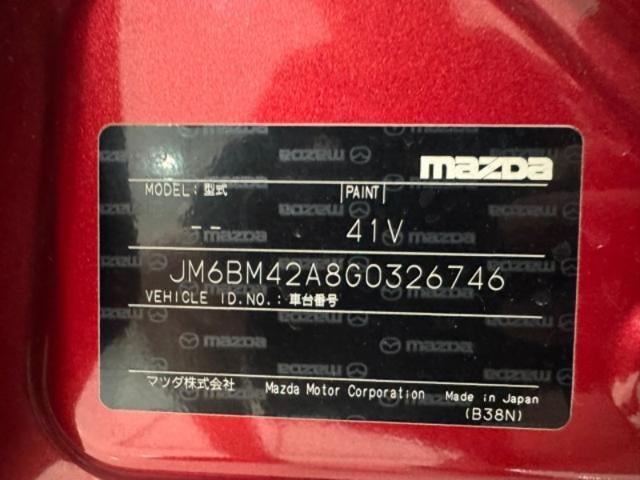 mazda
MODEL: 型式 PAINT
-- 41V
JM6BM42A8G0326746
VEHICLE ID.NO.: 車台番号
マツダ株式会社 Mazda Motor Corporation Made in Japan
(B38N)